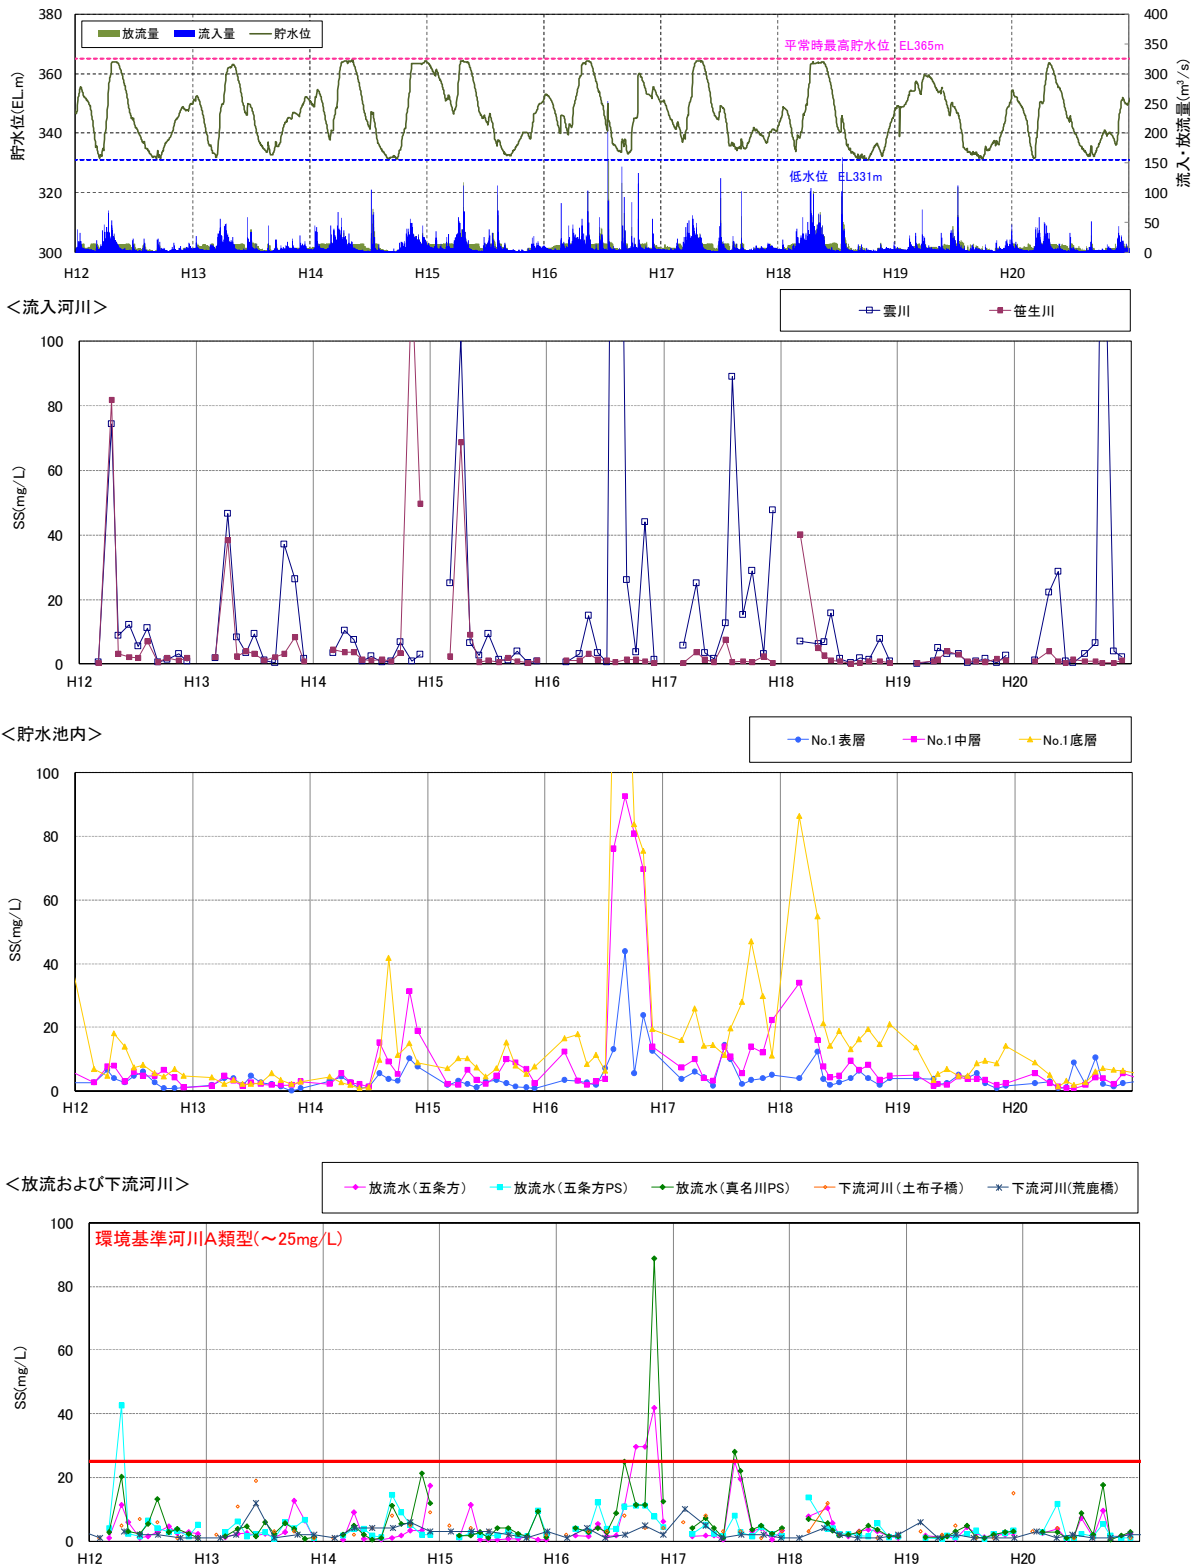 380
360
340
320
300
貯水位(EL.m)
放流量 流入量 貯水位
平常時最高貯水位 EL365m
低水位 EL331m
400
350
300
250
200
150
100
50
0
流入・放流量(m³/s)
H12 H13 H14 H15 H16 H17 H18 H19 H20
＜流入河川＞
雲川 笹生川
100
80
60
40
20
0
SS(mg/L)
H12 H13 H14 H15 H16 H17 H18 H19 H20
＜貯水池内＞
No.1表層 No.1中層 No.1底層
100
80
60
40
20
0
SS(mg/L)
H12 H13 H14 H15 H16 H17 H18 H19 H20
＜放流および下流河川＞
放流水(五条方) 放流水(五条方PS) 放流水(真名川PS) 下流河川(土布子橋) 下流河川(荒鹿橋)
環境基準河川A類型(～25mg/L)
100
80
60
40
20
0
SS(mg/L)
H12 H13 H14 H15 H16 H17 H18 H19 H20